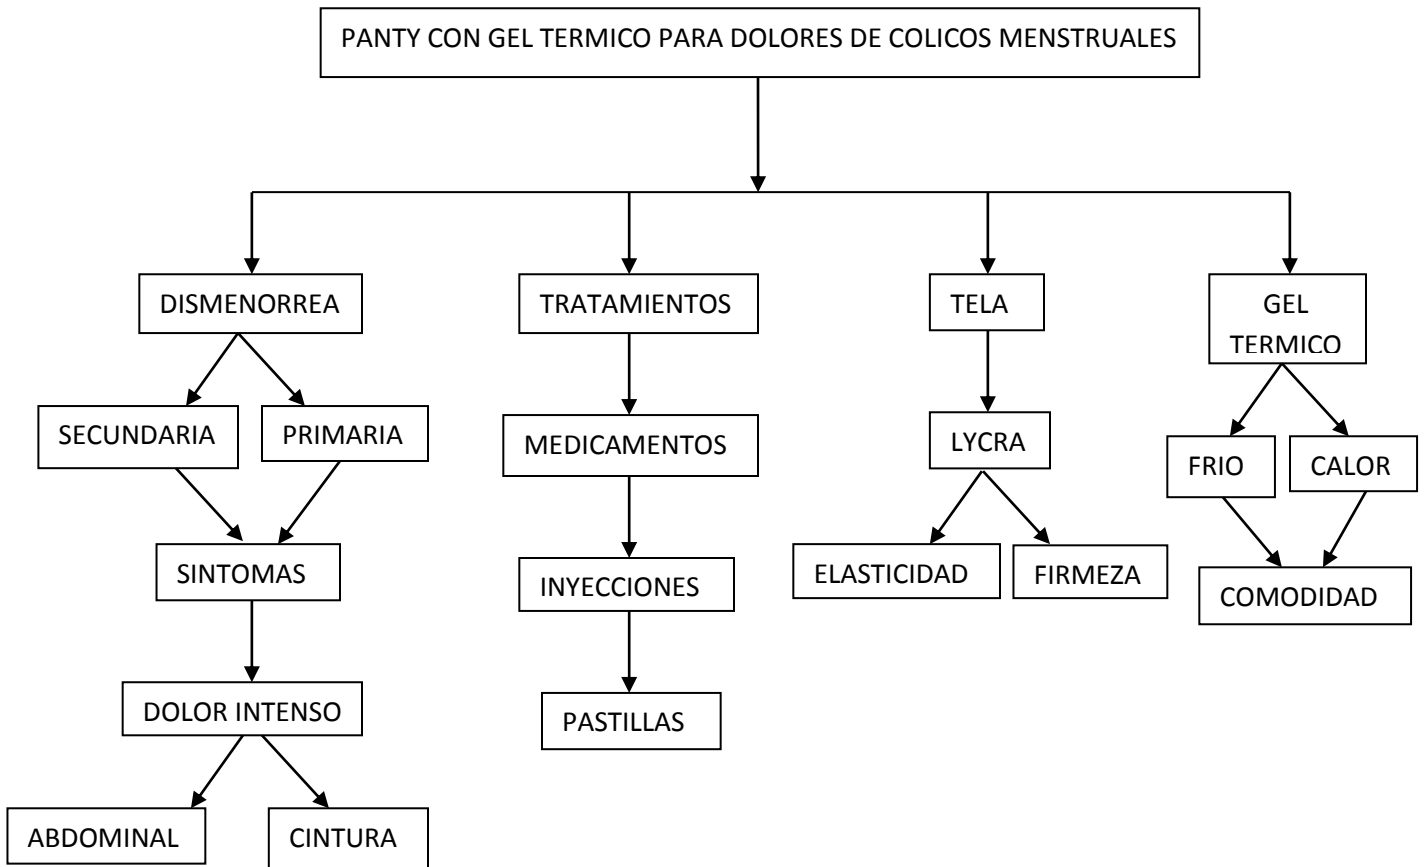 PANTY CON GEL TERMICO PARA DOLORES DE COLICOS MENSTRUALES
DISMENORREA
TRATAMIENTOS
TELA
GEL
TERMICO
SECUNDARIA
PRIMARIA
MEDICAMENTOS
LYCRA
FRIO
CALOR
SINTOMAS
INYECCIONES
ELASTICIDAD
FIRMEZA
COMODIDAD
DOLOR INTENSO
PASTILLAS
ABDOMINAL
CINTURA